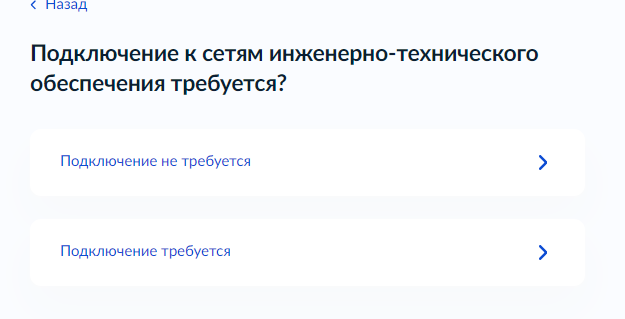 Назад
Подключение к сетям инженерно-технического
обеспечения требуется?
Подключение не требуется
Подключение требуется